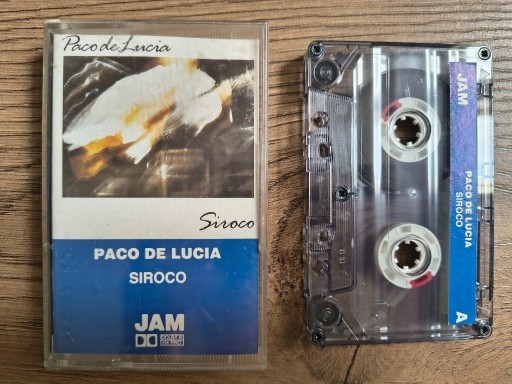 Paco de Lucia
Siroco
PACO DE LUCIA
SIROCO
JAM
JAM
PACO DE LUCIA
SIROCO
A